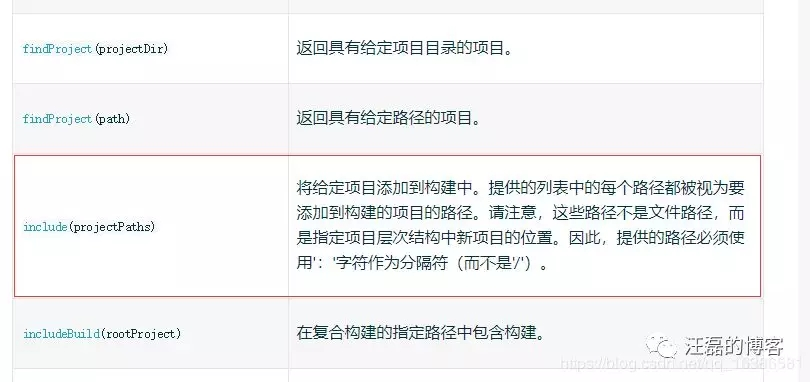 findProject(projectDir)
返回具有给定项目目录的项目。
findProject(path)
返回具有给定路径的项目。
include(projectPaths)
将给定项目添加到构建中。提供的列表中的每个路径都被视为要
添加到构建的项目的路径。请注意，这些路径不是文件路径，而
是指定项目层次结构中新项目的位置。因此，提供的路径必须使
用'：'字符作为分隔符（而不是'/'）。
includeBuild(rootProject)
在复合构建的指定路径中包含构建。
汪磊的博客